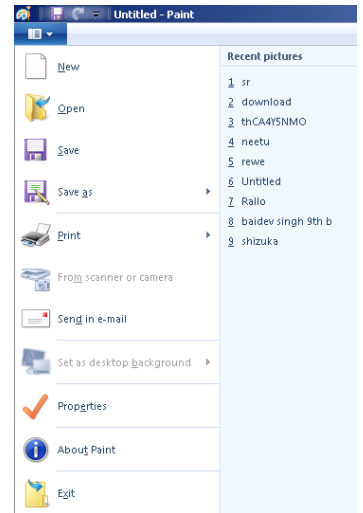 Untitled - Paint
New
Open
Save
Save as
Print
From scanner or camera
Send in e-mail
Set as desktop background
Properties
About Paint
Exit
Recent pictures
1 sr
2 download
3 thCA4Y5NMO
4 neetu
5 rewe
6 Untitled
7 Rallo
8 baidev singh 9th b
9 shizuka